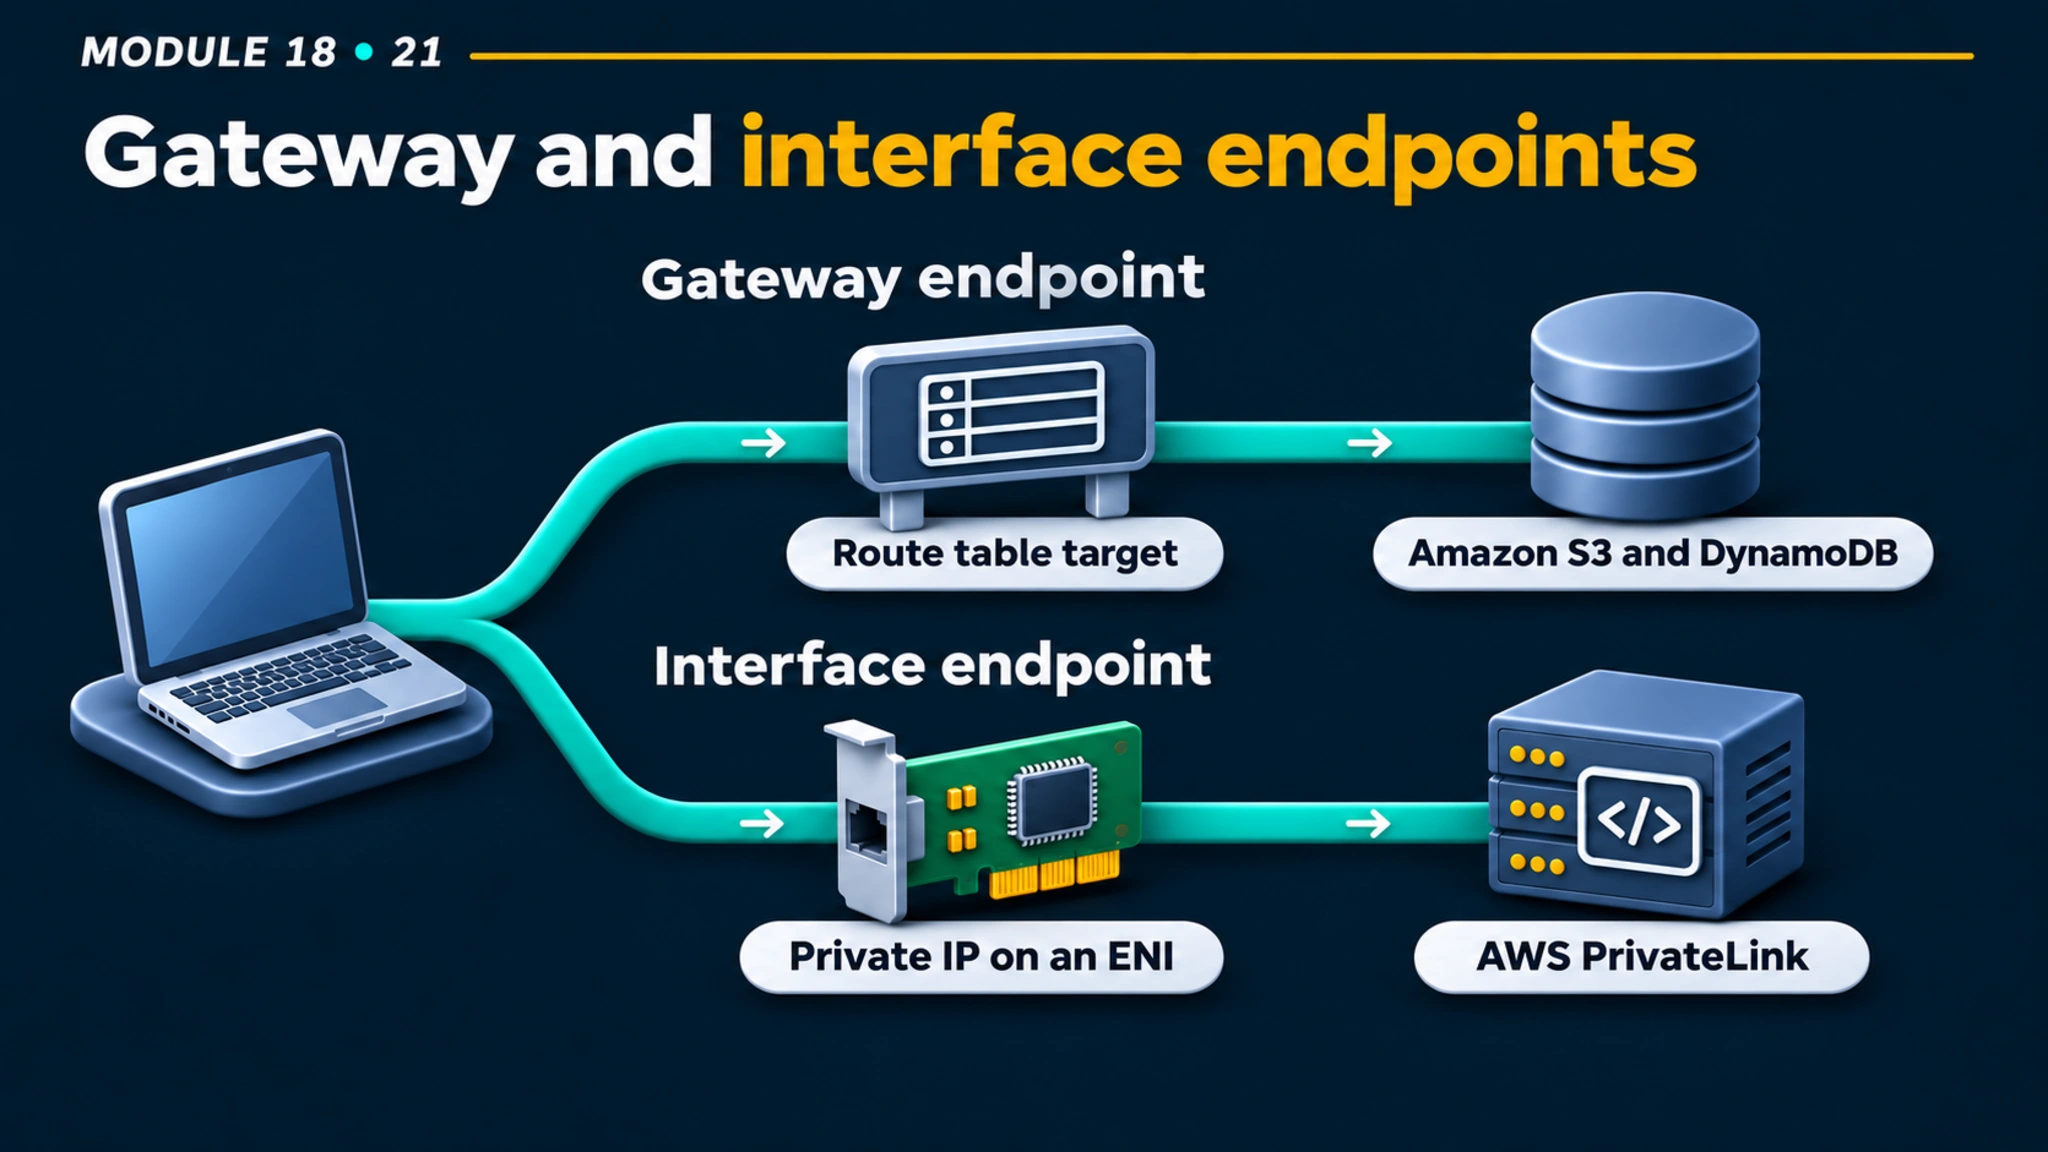 MODULE 18 • 21
Gateway and interface endpoints
Gateway endpoint
Route table target
Amazon S3 and DynamoDB
Interface endpoint
</>
Private IP on an ENI
AWS PrivateLink